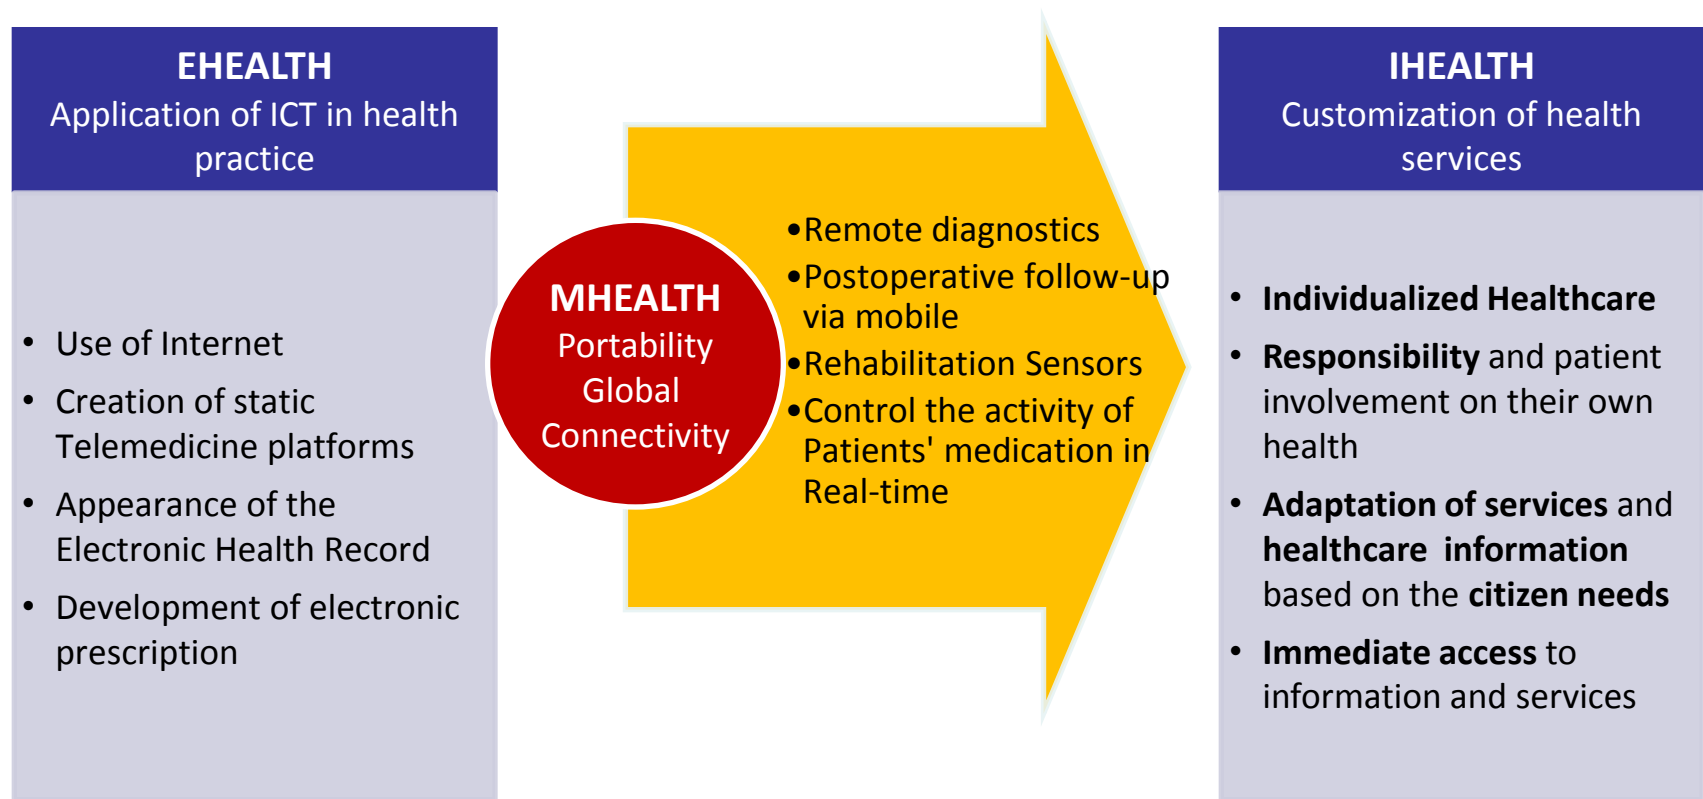 EHEALTH
Application of ICT in health
practice
• Use of Internet
• Creation of static
Telemedicine platforms
• Appearance of the
Electronic Health Record
• Development of electronic
prescription
MHEALTH
Portability
Global
Connectivity
•Remote diagnostics
•Postoperative follow-up
via mobile
•Rehabilitation Sensors
•Control the activity of
Patients' medication in
Real-time
IHEALTH
Customization of health
services
• Individualized Healthcare
• Responsibility and patient
involvement on their own
health
• Adaptation of services and
healthcare information
based on the citizen needs
• Immediate access to
information and services